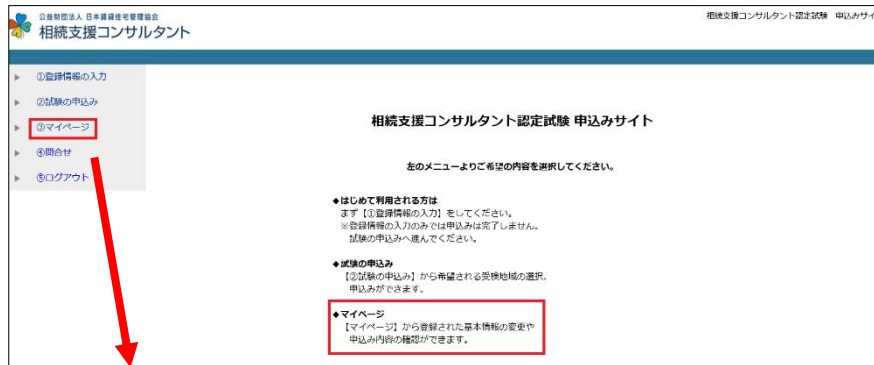 公益財団法人 日本賃貸住宅管理協会
相続支援コンサルタント
相続支援コンサルタント認定試験 申込みサイ
①登録情報の入力
②試験の申込み
③マイページ
④問合せ
⑤ログアウト
相続支援コンサルタント認定試験 申込みサイト
左のメニューよりご希望の内容を選択してください。
◆はじめて利用される方は
まず【①登録情報の入力】をしてください。
※登録情報の入力のみでは申込みは完了しません。
試験の申込みへ進んでください。
◆試験の申込み
【②試験の申込み】から希望される受検地域の選択、
申込みができます。
◆マイページ
【マイページ】から登録された基本情報の変更や
申込み内容の確認ができます。